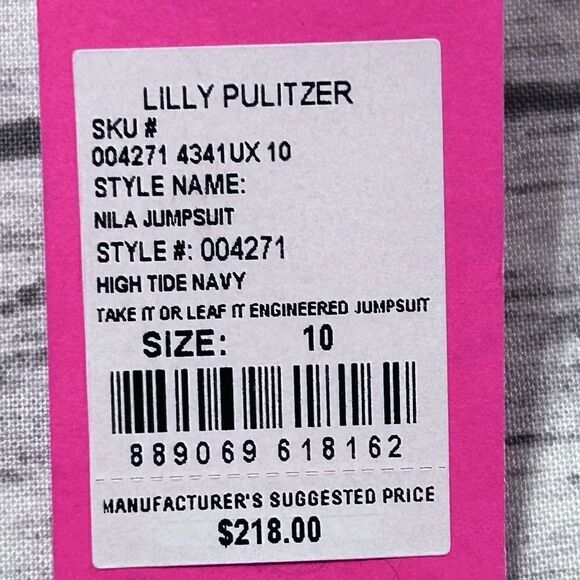 LILLY PULITZER
SKU #
004271 4341UX 10
STYLE NAME:
NILA JUMPSUIT
STYLE #: 004271
HIGH TIDE NAVY
TAKE IT OR LEAF IT ENGINEERED JUMPSUIT
SIZE: 10
889069 618162
MANUFACTURER'S SUGGESTED PRICE
$218.00